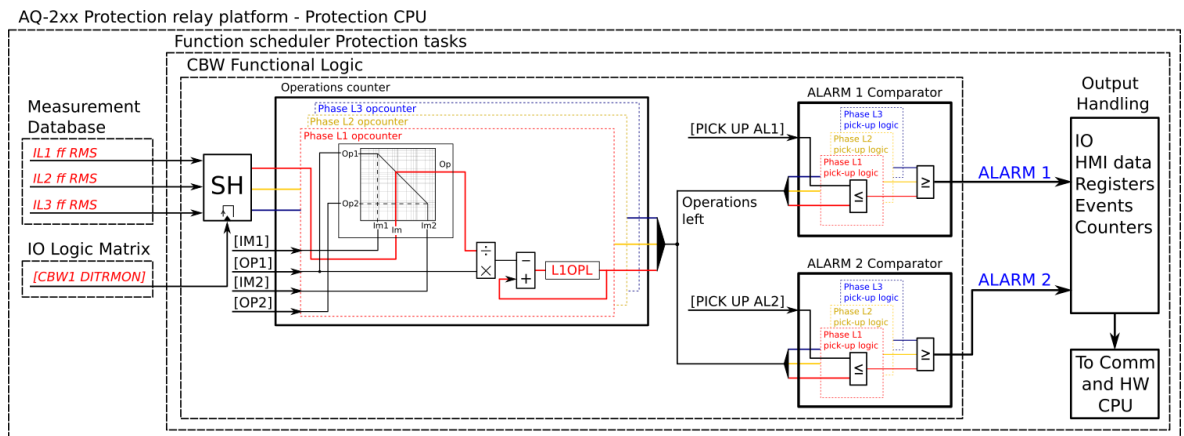 AQ-2xx Protection relay platform - Protection CPU
Function scheduler Protection tasks
CBW Functional Logic
Measurement
Database
IL1 ff RMS
IL2 ff RMS
IL3 ff RMS
IO Logic Matrix
[CBW1 DITRMON]
SH
Operations counter
Phase L3 opcounter
Phase L2 opcounter
Phase L1 opcounter
Op1
Op
Op2
Im1
Im2
Im
[IM1]
[OP1]
[IM2]
[OP2]
÷
×
−
+
L1OPL
Operations
left
ALARM 1 Comparator
[PICK UP AL1]
Phase L3
pick-up logic
Phase L2
pick-up logic
Phase L1
pick-up logic
≤
≥
ALARM 1
ALARM 2 Comparator
[PICK UP AL2]
Phase L3
pick-up logic
Phase L2
pick-up logic
Phase L1
pick-up logic
≤
≥
ALARM 2
Output
Handling
IO
HMI data
Registers
Events
Counters
To Comm
and HW
CPU